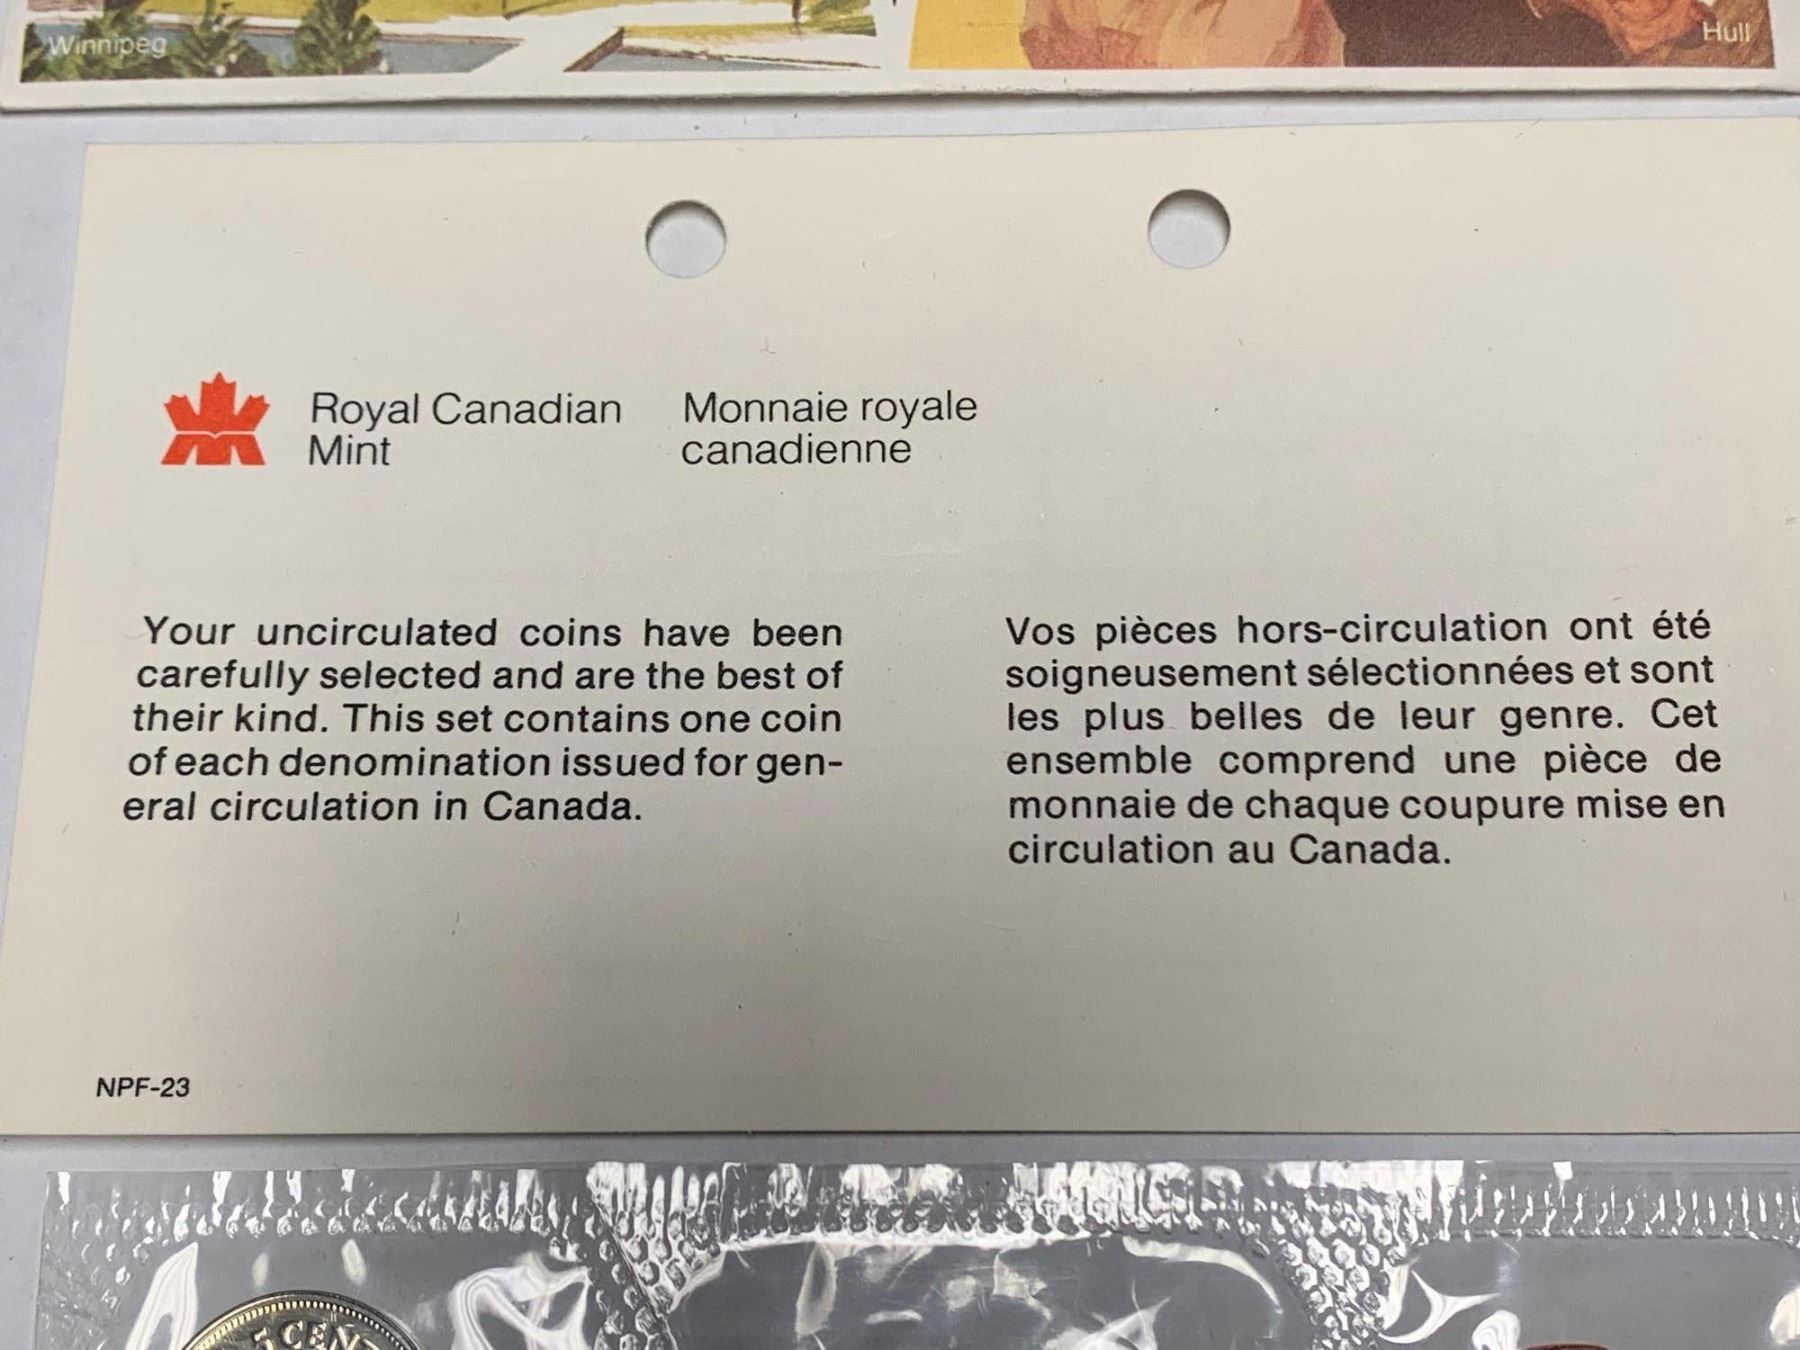 Winnipeg
Hull
Royal Canadian
Mint
Monnaie royale
canadienne
Your uncirculated coins have been
carefully selected and are the best of
their kind. This set contains one coin
of each denomination issued for gen-
eral circulation in Canada.
Vos pièces hors-circulation ont été
soigneusement sélectionnées et sont
les plus belles de leur genre. Cet
ensemble comprend une pièce de
monnaie de chaque coupure mise en
circulation au Canada.
NPF-23
5 CENT